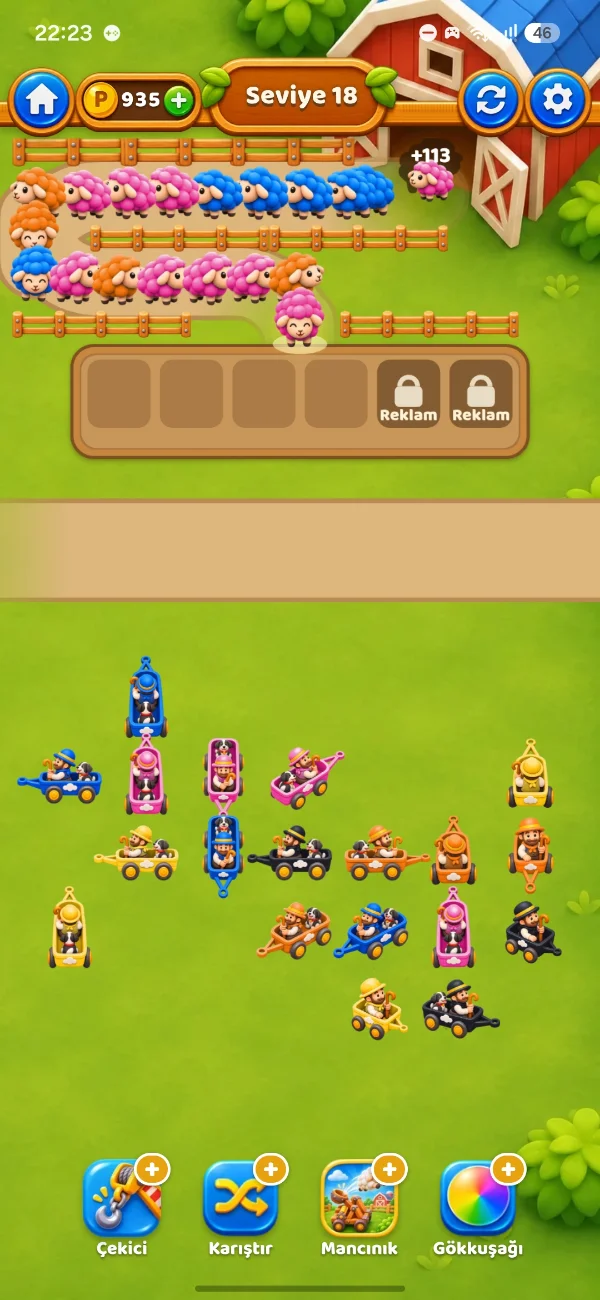 22:23
46
P 935 +
Seviye 18
+113
Reklam Reklam
Çekici Karıştır Mancınık Gökkuşağı